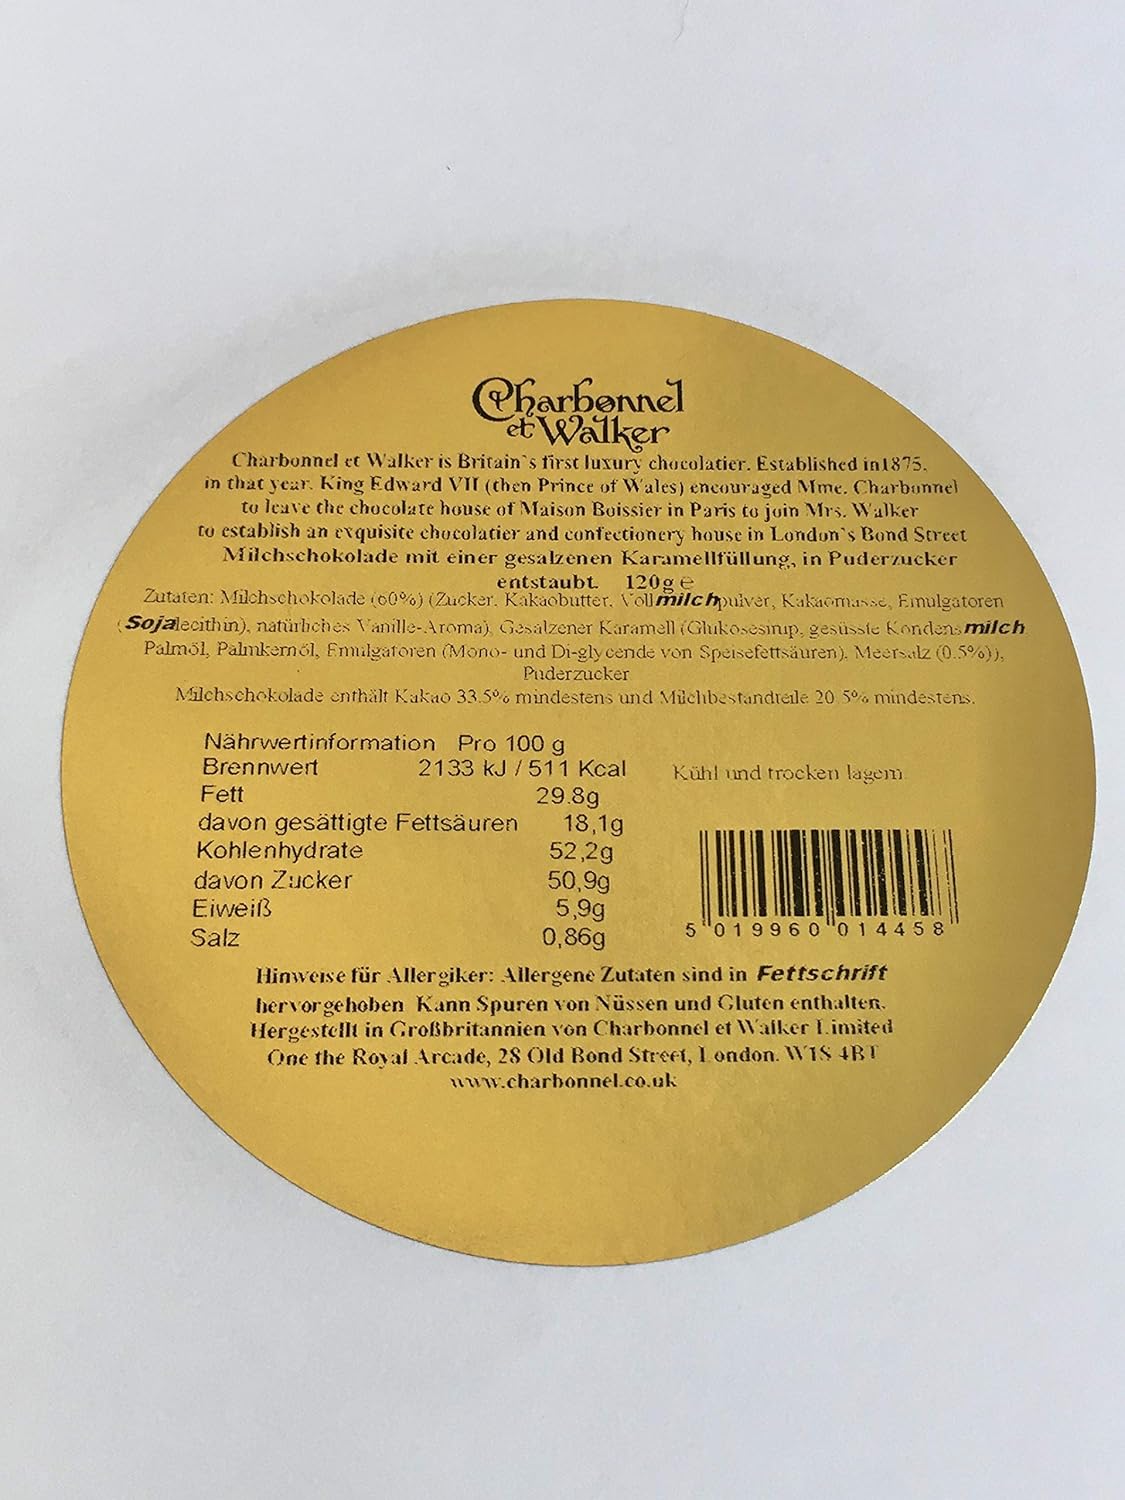 Charbonnel
et Walker
Charbonnel et Walker is Britain`s first luxury chocolatier. Established in1875,
in that year. King Edward VII (then Prince of Wales) encouraged Mme. Charbonnel
to leave the chocolate house of Maison Boissier in Paris to join Mrs. Walker
to establish an exquisite chocolatier and confectionery house in London`s Bond Street
Milchschokolade mit einer gesalzenen Karamellfüllung, in Puderzucker
entstaubt. 120g e
Zutaten: Milchschokolade (60%) (Zucker, Kakaobutter, Vollmilchpulver, Kakaomasse, Emulgatoren
(Sojalecithin), natürliches Vanille-Aroma), Gesalzener Karamell (Glukosesirup, gesüsste Kondensmilch
Palmöl, Palmkernöl, Emulgatoren (Mono- und Di-glyceride von Speisefettsäuren), Meersalz (0.5%)),
Puderzucker
Milchschokolade enthält Kakao 33.5% mindestens und Milchbestandteile 20.5% mindestens.
Nährwertinformation Pro 100 g
Brennwert 2133 kJ / 511 Kcal
Fett 29.8g
davon gesättigte Fettsäuren 18,1g
Kohlenhydrate 52,2g
davon Zucker 50,9g
Eiweiß 5,9g
Salz 0,86g
Kühl und trocken lagern.
5 019960 014458
Hinweise für Allergiker: Allergene Zutaten sind in Fettschrift
hervorgehoben Kann Spuren von Nüssen und Gluten enthalten.
Hergestellt in Großbritannien von Charbonnel et Walker Limited
One the Royal Arcade, 28 Old Bond Street, London. W1S 4BT
www.charbonnel.co.uk